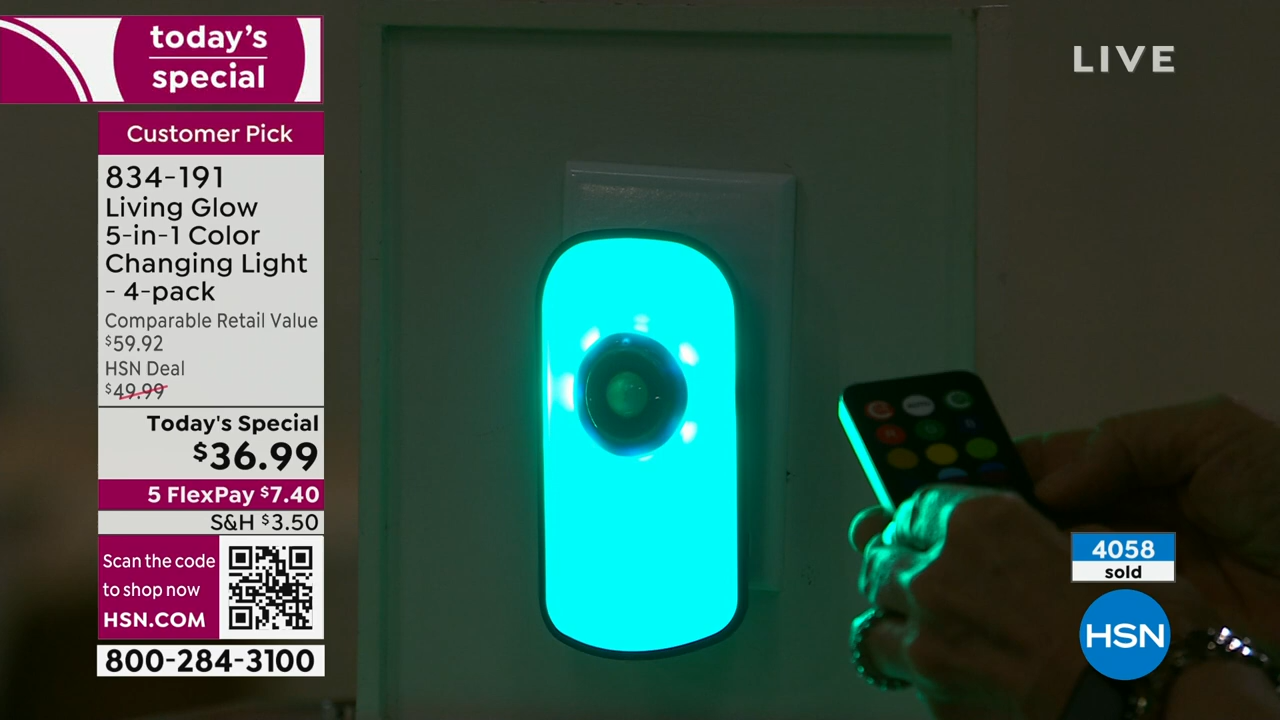 today's
special
LIVE
Customer Pick
834-191
Living Glow
5-in-1 Color
Changing Light
- 4-pack
Comparable Retail Value
$59.92
HSN Deal
$49.99
Today's Special
$36.99
5 FlexPay $7.40
S&H $3.50
Scan the code
to shop now
HSN.COM
800-284-3100
4058
sold
HSN